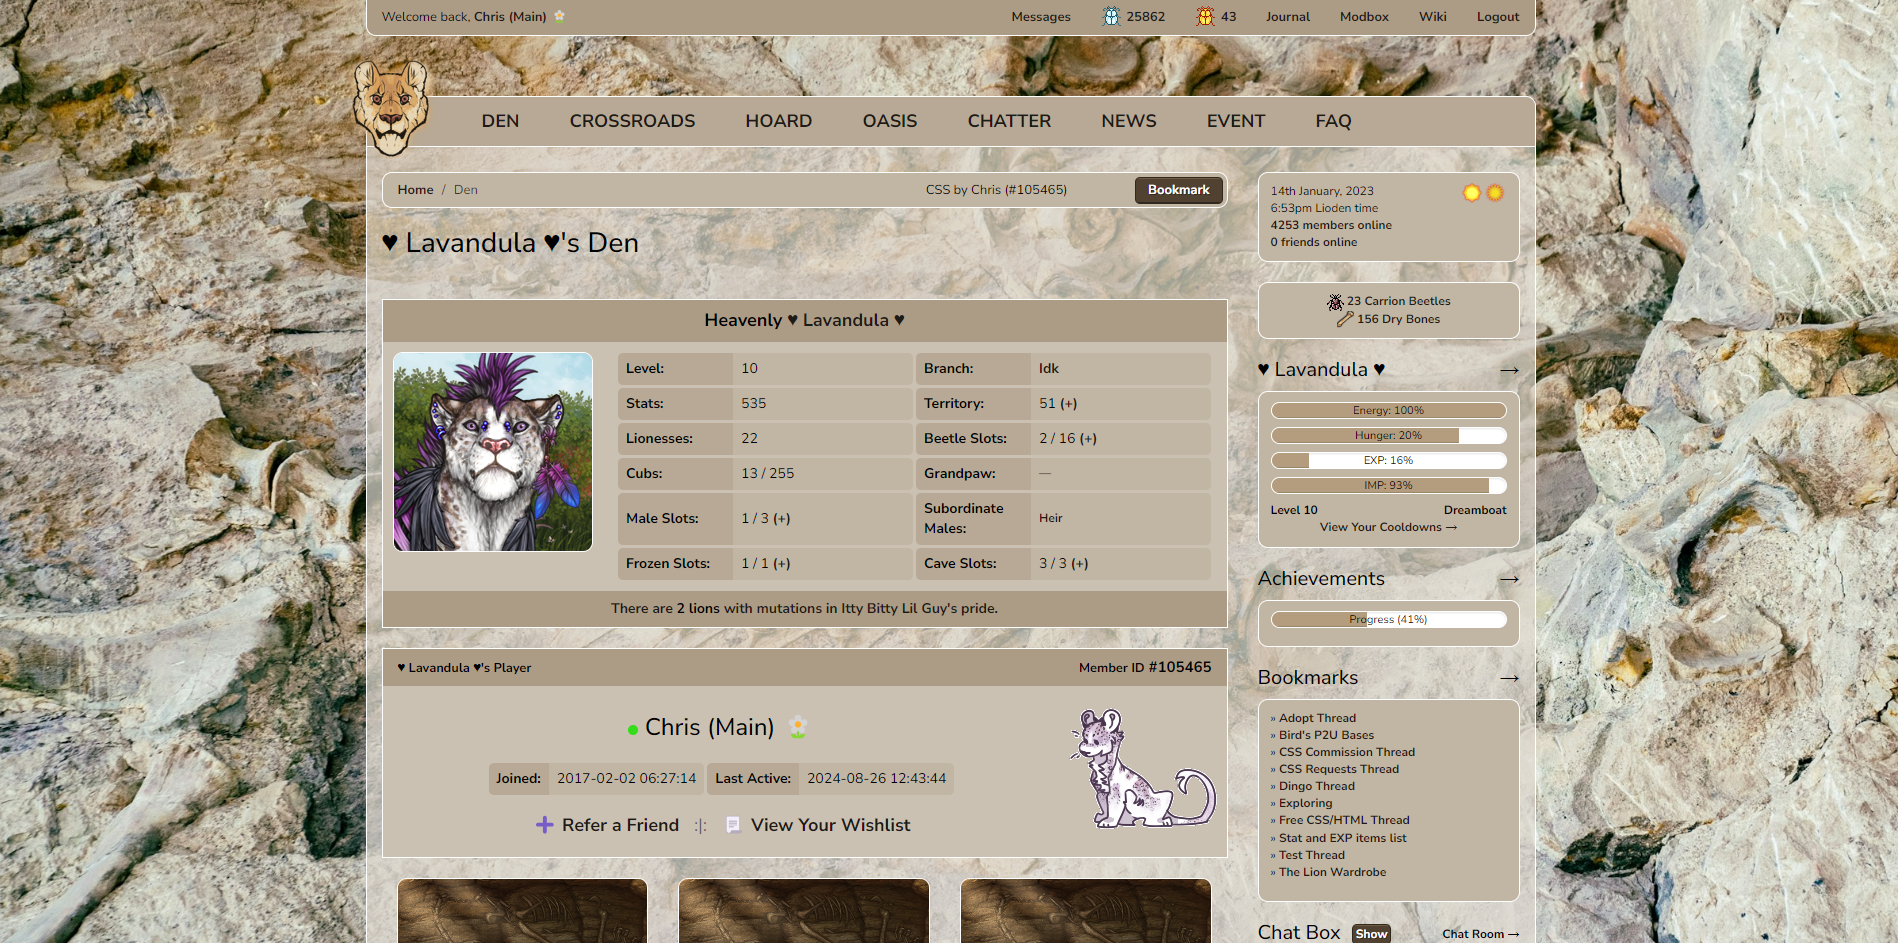 Welcome back, Chris (Main)
Messages 25862 43 Journal Modbox Wiki Logout
DEN CROSSROADS HOARD OASIS CHATTER NEWS EVENT FAQ
Home / Den
CSS by Chris (#105465) Bookmark
♥ Lavandula ♥'s Den
Heavenly ♥ Lavandula ♥
Level: 10 Branch: Idk
Stats: 535 Territory: 51 (+)
Lionesses: 22 Beetle Slots: 2 / 16 (+)
Cubs: 13 / 255 Grandpaw: —
Male Slots: 1 / 3 (+) Subordinate Males: Heir
Frozen Slots: 1 / 1 (+) Cave Slots: 3 / 3 (+)
There are 2 lions with mutations in Itty Bitty Lil Guy's pride.
♥ Lavandula ♥'s Player Member ID #105465
Chris (Main)
Joined: 2017-02-02 06:27:14 Last Active: 2024-08-26 12:43:44
Refer a Friend :|: View Your Wishlist
14th January, 2023
6:53pm Lioden time
4253 members online
0 friends online
23 Carrion Beetles
156 Dry Bones
♥ Lavandula ♥ →
Energy: 100%
Hunger: 20%
EXP: 16%
IMP: 93%
Level 10 Dreamboat
View Your Cooldowns →
Achievements →
Progress (41%)
Bookmarks →
» Adopt Thread
» Bird's P2U Bases
» CSS Commission Thread
» CSS Requests Thread
» Dingo Thread
» Exploring
» Free CSS/HTML Thread
» Stat and EXP items list
» Test Thread
» The Lion Wardrobe
Chat Box Show Chat Room →